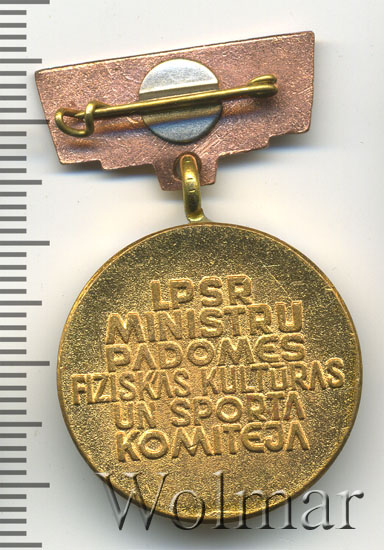 LPSR
MINISTRU
PADOMES
FIZISKĀS KULTŪRAS
UN SPORTA
KOMITEJA
Wolmar